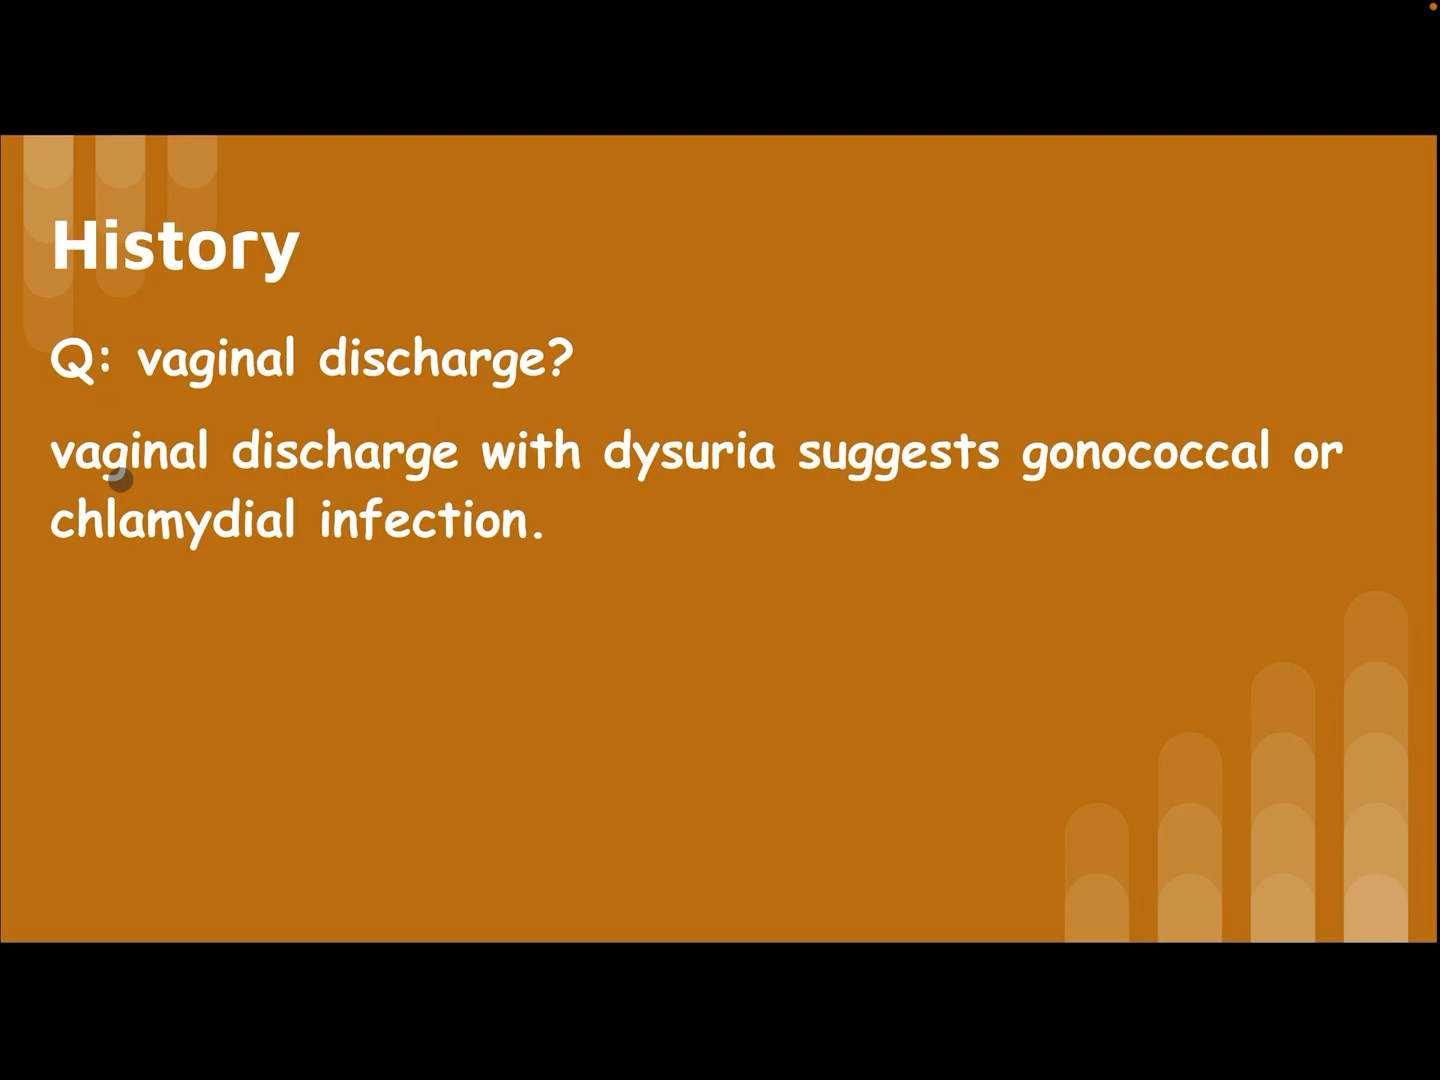 History
Q: vaginal discharge?
vaginal discharge with dysuria suggests gonococcal or
chlamydial infection.